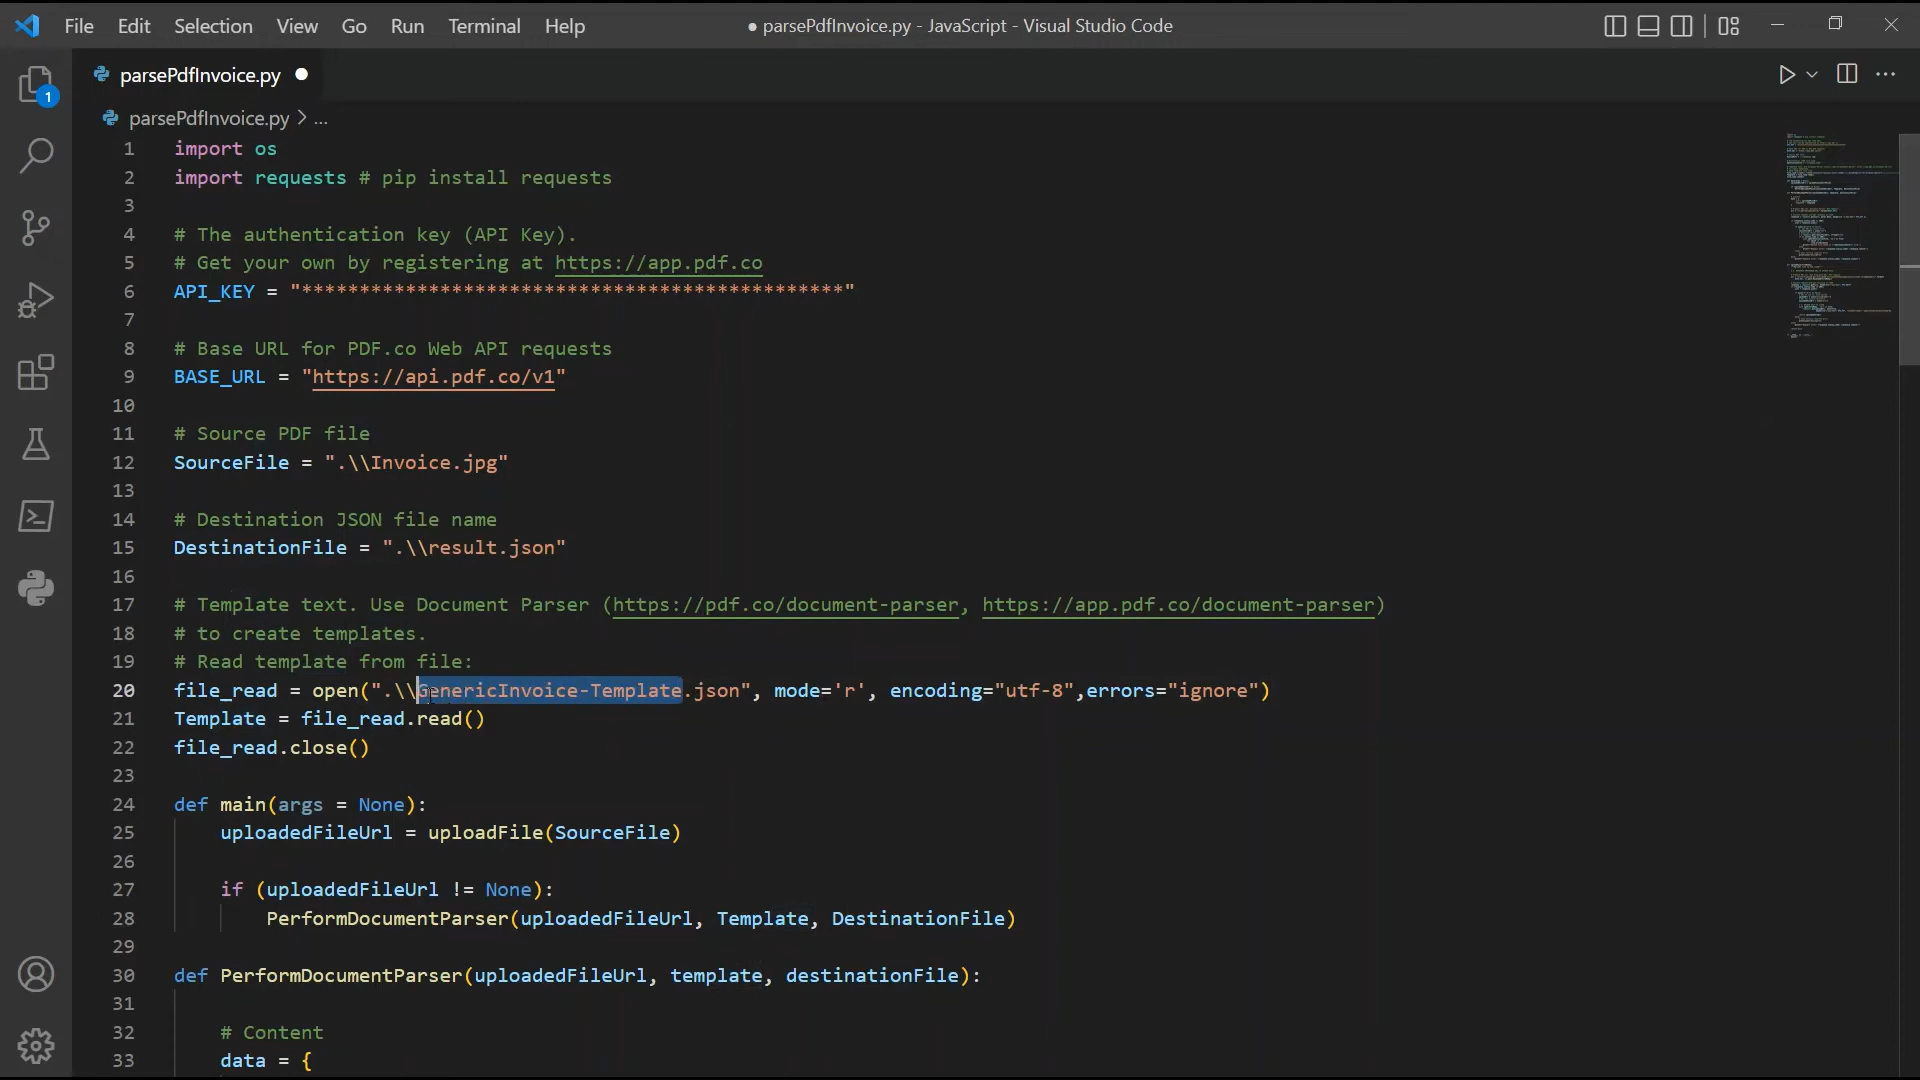 File Edit Selection View Go Run Terminal Help
● parsePdfInvoice.py - JavaScript - Visual Studio Code
parsePdfInvoice.py
1
parsePdfInvoice.py > ...
1 import os
2 import requests # pip install requests
3
4 # The authentication key (API Key).
5 # Get your own by registering at https://app.pdf.co
6 API_KEY = "***********************************************"
7
8 # Base URL for PDF.co Web API requests
9 BASE_URL = "https://api.pdf.co/v1"
10
11 # Source PDF file
12 SourceFile = ".\\Invoice.jpg"
13
14 # Destination JSON file name
15 DestinationFile = ".\\result.json"
16
17 # Template text. Use Document Parser (https://pdf.co/document-parser, https://app.pdf.co/document-parser)
18 # to create templates.
19 # Read template from file:
20 file_read = open(".\\GenericInvoice-Template.json", mode='r', encoding="utf-8",errors="ignore")
21 Template = file_read.read()
22 file_read.close()
23
24 def main(args = None):
25 uploadedFileUrl = uploadFile(SourceFile)
26
27 if (uploadedFileUrl != None):
28 PerformDocumentParser(uploadedFileUrl, Template, DestinationFile)
29
30 def PerformDocumentParser(uploadedFileUrl, template, destinationFile):
31
32 # Content
33 data = {